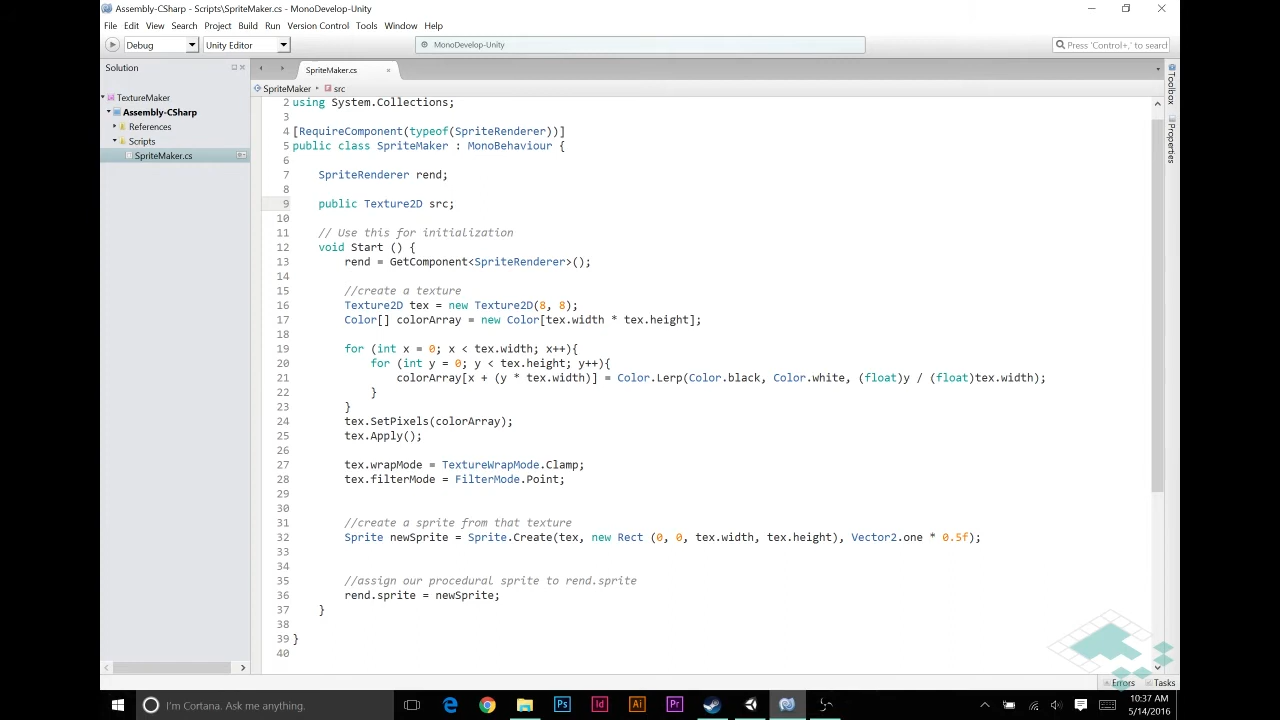 Assembly-CSharp - Scripts\SpriteMaker.cs - MonoDevelop-Unity
File Edit View Search Project Build Run Version Control Tools Window Help
Debug Unity Editor MonoDevelop-Unity Press 'Control+,' to search
Solution SpriteMaker.cs
SpriteMaker src
TextureMaker
Assembly-CSharp
References
Scripts
SpriteMaker.cs
2 using System.Collections;
3
4 [RequireComponent(typeof(SpriteRenderer))]
5 public class SpriteMaker : MonoBehaviour {
6
7 SpriteRenderer rend;
8
9 public Texture2D src;
10
11 // Use this for initialization
12 void Start () {
13 rend = GetComponent<SpriteRenderer>();
14
15 //create a texture
16 Texture2D tex = new Texture2D(8, 8);
17 Color[] colorArray = new Color[tex.width * tex.height];
18
19 for (int x = 0; x < tex.width; x++){
20 for (int y = 0; y < tex.height; y++){
21 colorArray[x + (y * tex.width)] = Color.Lerp(Color.black, Color.white, (float)y / (float)tex.width);
22 }
23 }
24 tex.SetPixels(colorArray);
25 tex.Apply();
26
27 tex.wrapMode = TextureWrapMode.Clamp;
28 tex.filterMode = FilterMode.Point;
29
30
31 //create a sprite from that texture
32 Sprite newSprite = Sprite.Create(tex, new Rect (0, 0, tex.width, tex.height), Vector2.one * 0.5f);
33
34
35 //assign our procedural sprite to rend.sprite
36 rend.sprite = newSprite;
37 }
38
39 }
40
Toolbox
Properties
Errors Tasks
I'm Cortana. Ask me anything.
Ps Id Ai Pr
10:37 AM
5/14/2016